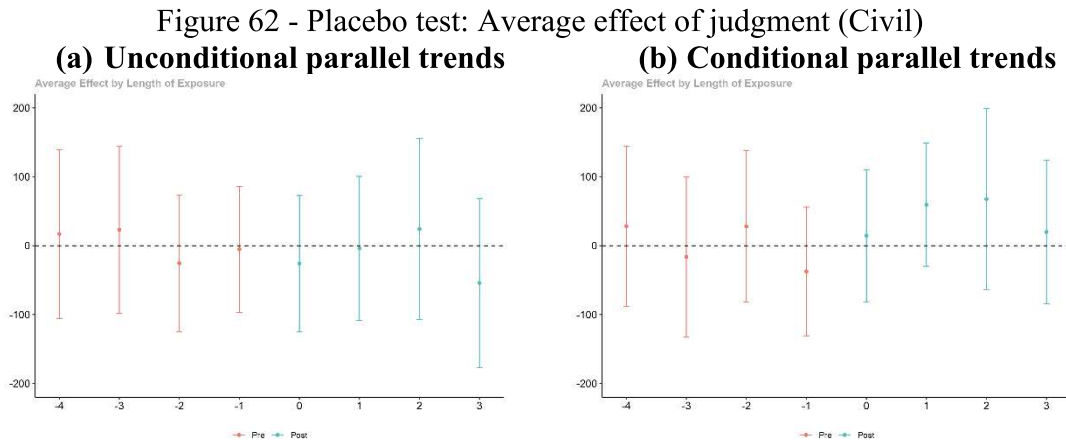 Figure 62 - Placebo test: Average effect of judgment (Civil)
(a) Unconditional parallel trends
(b) Conditional parallel trends
Average Effect by Length of Exposure
200
100
0
-100
-200
-4 -3 -2 -1 0 1 2 3
Pre Post
Average Effect by Length of Exposure
200
100
0
-100
-200
-4 -3 -2 -1 0 1 2 3
Pre Post